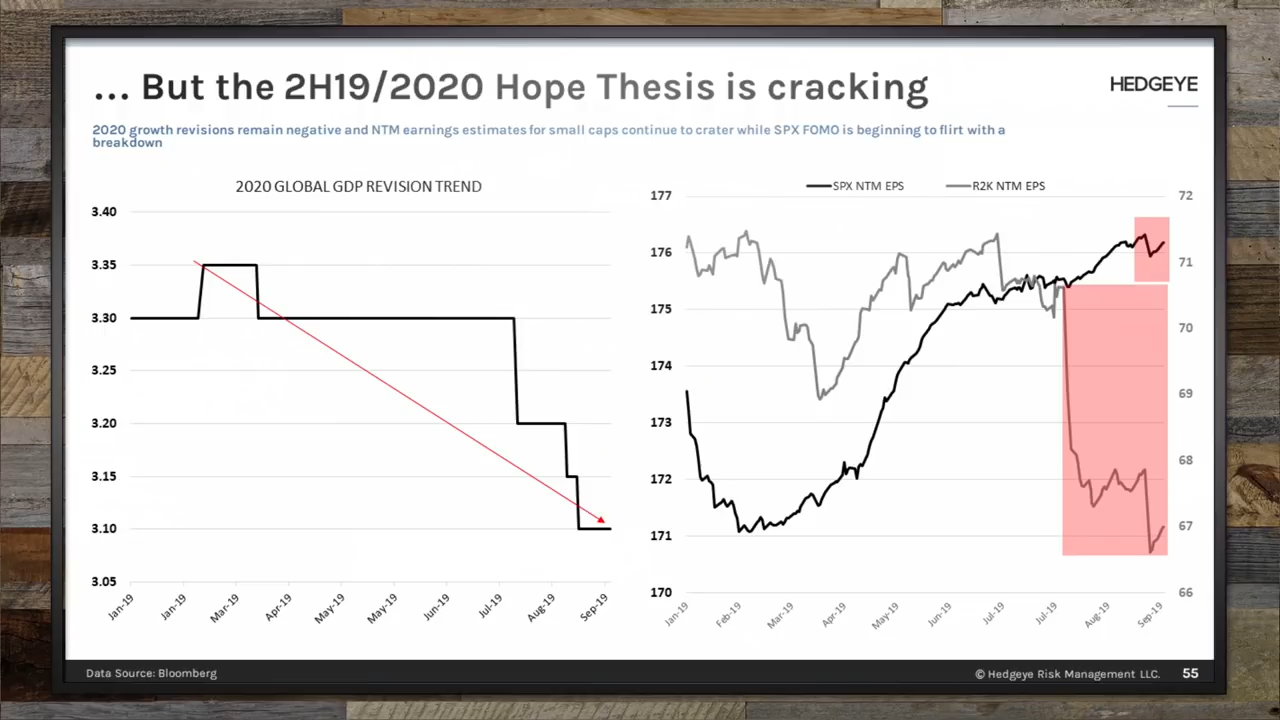 ... But the 2H19/2020 Hope Thesis is cracking
HEDGEYE
2020 growth revisions remain negative and NTM earnings estimates for small caps continue to crater while SPX FOMO is beginning to flirt with a
breakdown
2020 GLOBAL GDP REVISION TREND
3.40
3.35
3.30
3.25
3.20
3.15
3.10
3.05
Jan-19
Jan-19
Mar-19
Apr-19
May-19
May-19
Jun-19
Jul-19
Aug-19
Sep-19
SPX NTM EPS
R2K NTM EPS
177
176
175
174
173
172
171
170
72
71
70
69
68
67
66
Jan-19
Feb-19
Mar-19
Apr-19
May-19
Jun-19
Jul-19
Jul-19
Aug-19
Sep-19
Data Source: Bloomberg
© Hedgeye Risk Management LLC.
55